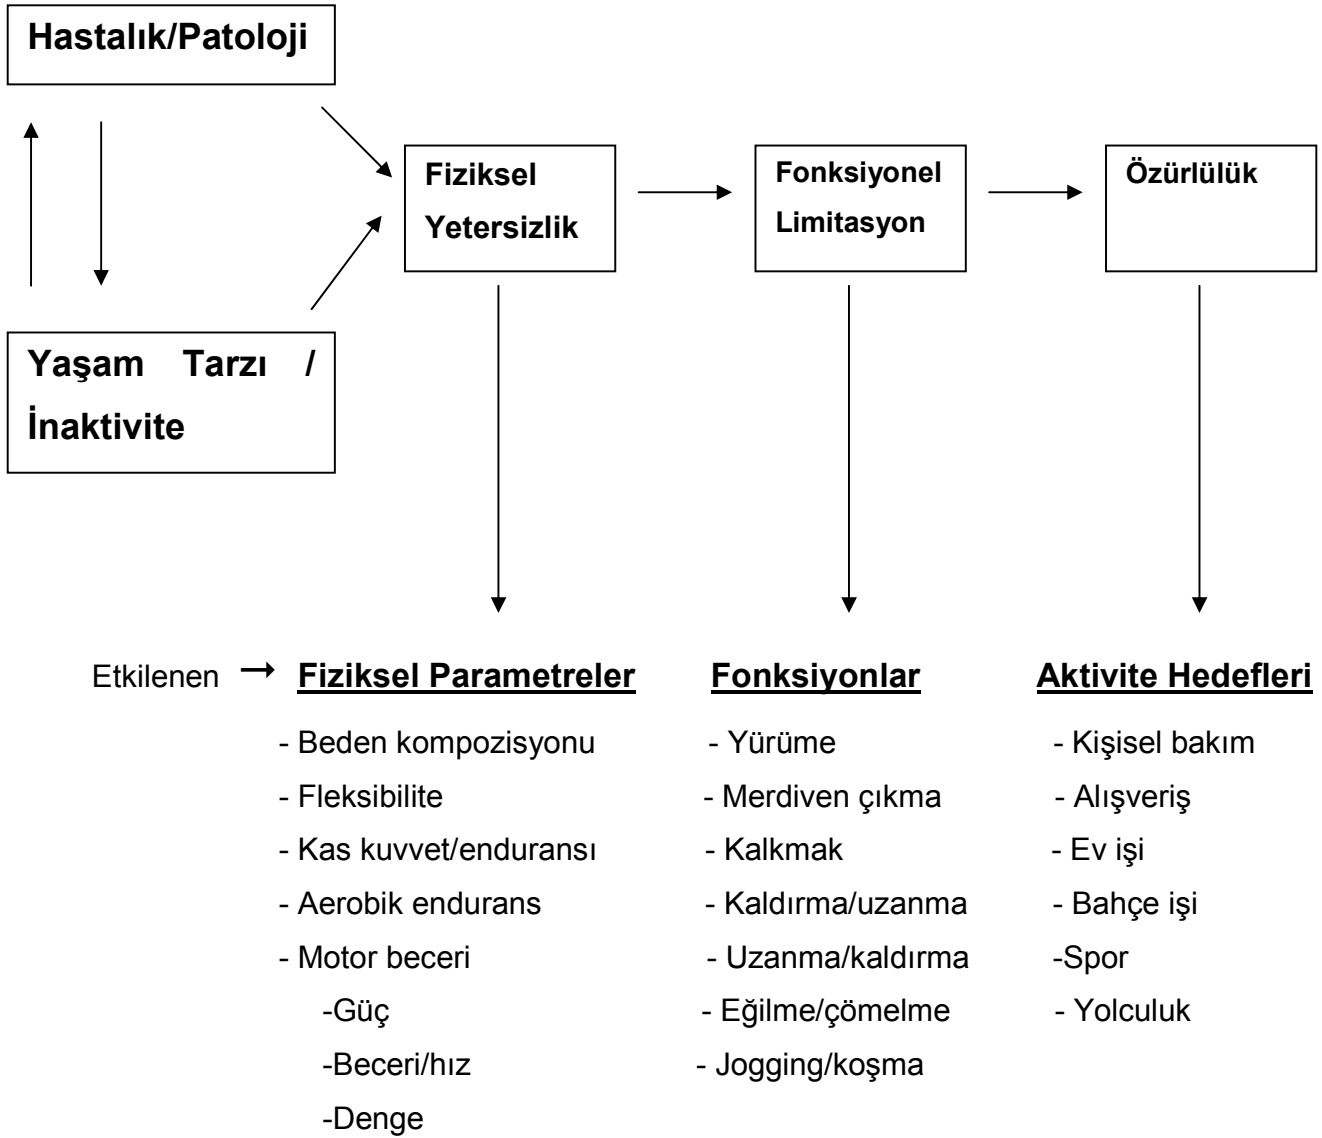 Hastalık/Patoloji
Fiziksel
Yetersizlik
Fonksiyonel
Limitasyon
Özürlülük
Yaşam Tarzı /
İnaktivite
Etkilenen → Fiziksel Parametreler Fonksiyonlar Aktivite Hedefleri
- Beden kompozisyonu - Yürüme - Kişisel bakım
- Fleksibilite - Merdiven çıkma - Alışveriş
- Kas kuvvet/enduransı - Kalkmak - Ev işi
- Aerobik endurans - Kaldırma/uzanma - Bahçe işi
- Motor beceri - Uzanma/kaldırma -Spor
-Güç - Eğilme/çömelme - Yolculuk
-Beceri/hız - Jogging/koşma
-Denge